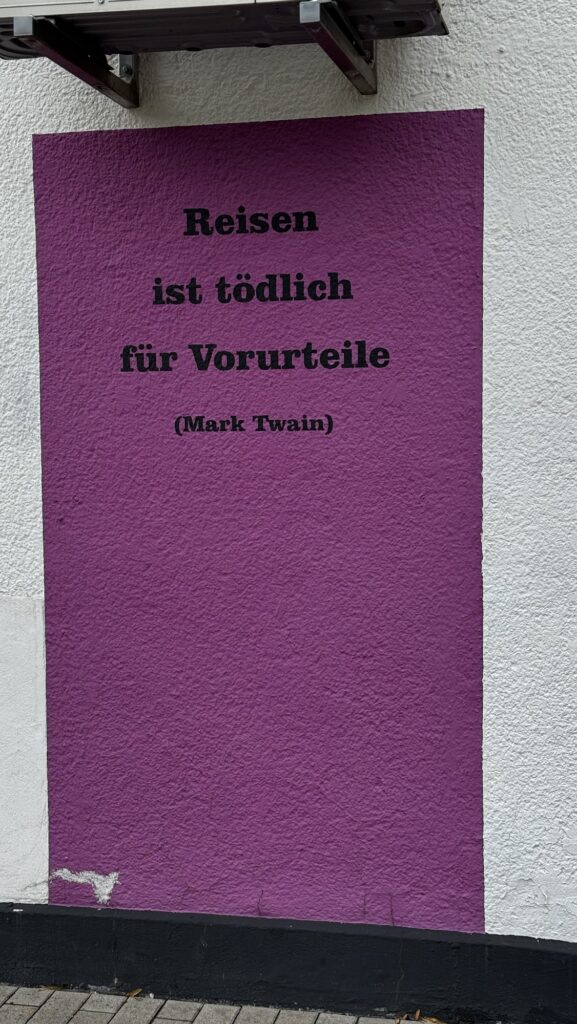 Reisen
ist tödlich
für Vorurteile
(Mark Twain)